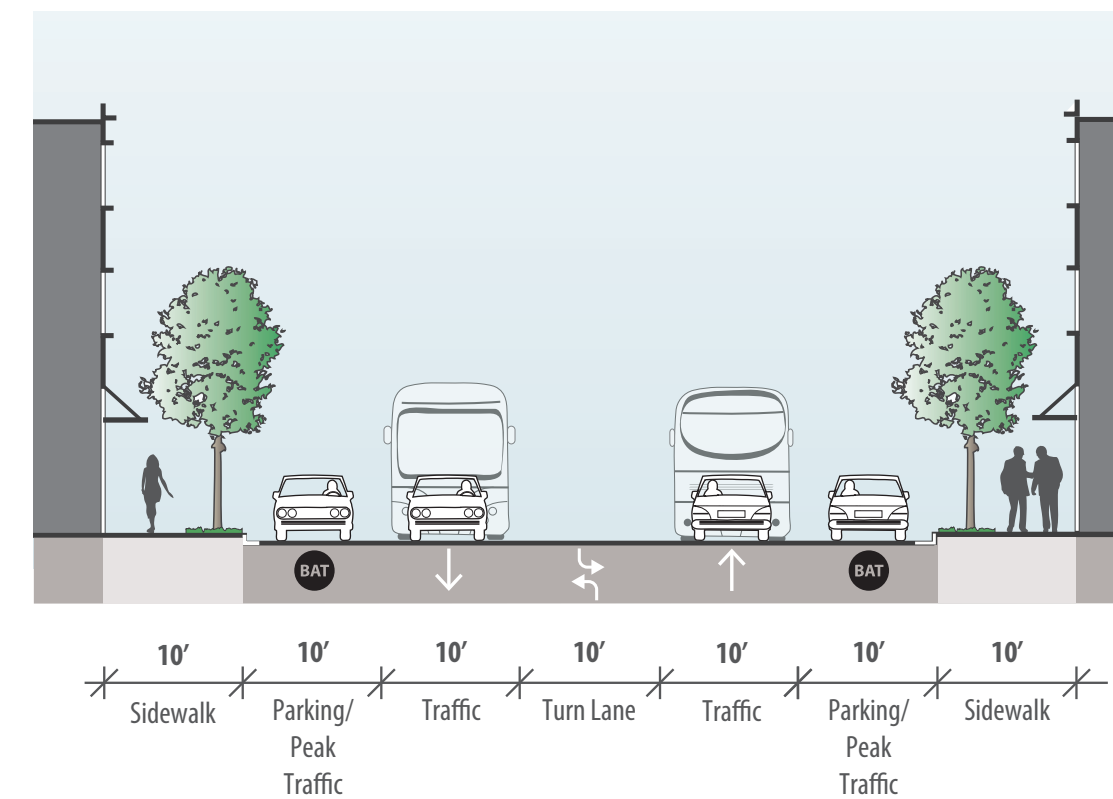 BAT BAT
10′ 10′ 10′ 10′ 10′ 10′ 10′
Sidewalk Parking/ Traffic Turn Lane Traffic Parking/ Sidewalk
Peak Peak
Traffic Traffic